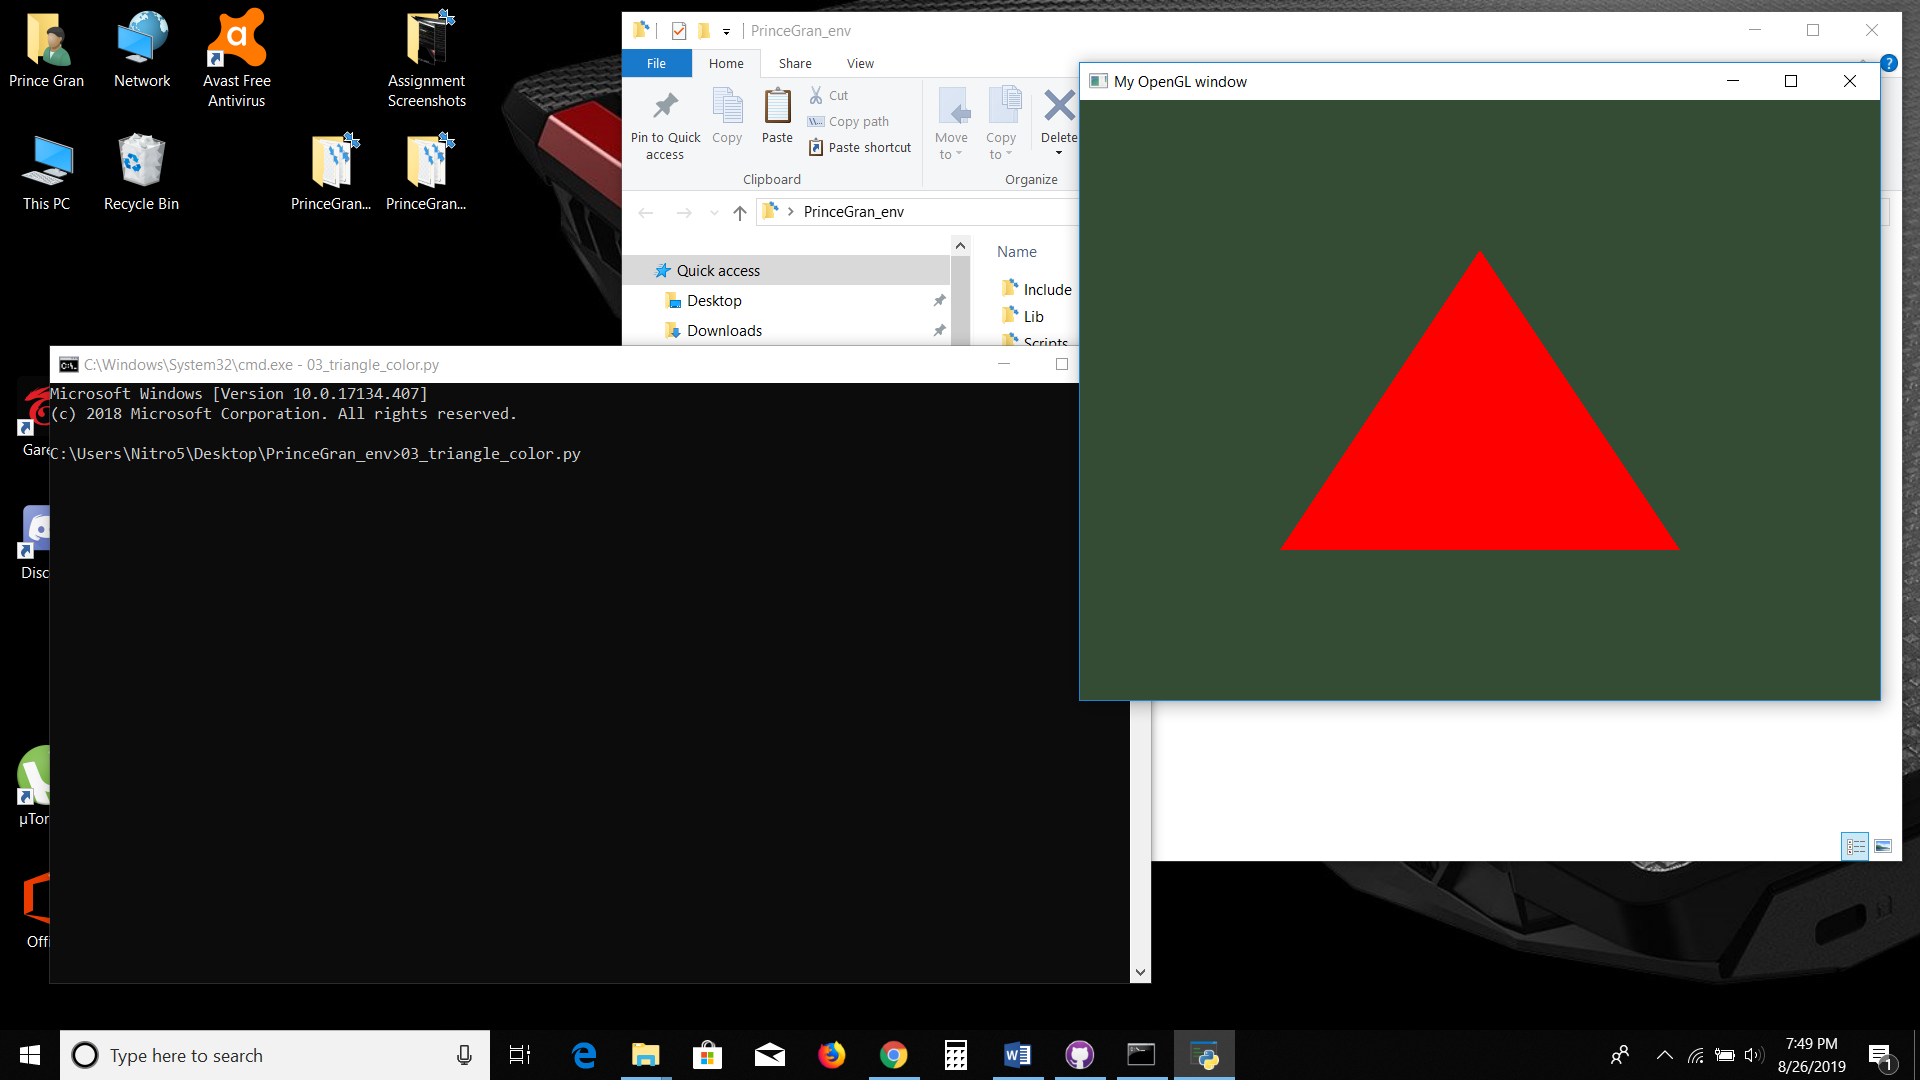 Prince Gran
Network
Avast Free
Antivirus
Assignment
Screenshots
This PC
Recycle Bin
PrinceGran...
PrinceGran...
PrinceGran_env
File
Home
Share
View
Pin to Quick
access
Copy
Paste
Cut
Copy path
Paste shortcut
Move
to
Copy
to
Delete
Clipboard
Organize
PrinceGran_env
Quick access
Desktop
Downloads
Name
Include
Lib
Scripts
My OpenGL window
C:\Windows\System32\cmd.exe - 03_triangle_color.py
Microsoft Windows [Version 10.0.17134.407]
(c) 2018 Microsoft Corporation. All rights reserved.
C:\Users\Nitro5\Desktop\PrinceGran_env>03_triangle_color.py
Gare
Disc
µTor
Offi
Type here to search
7:49 PM
8/26/2019
1